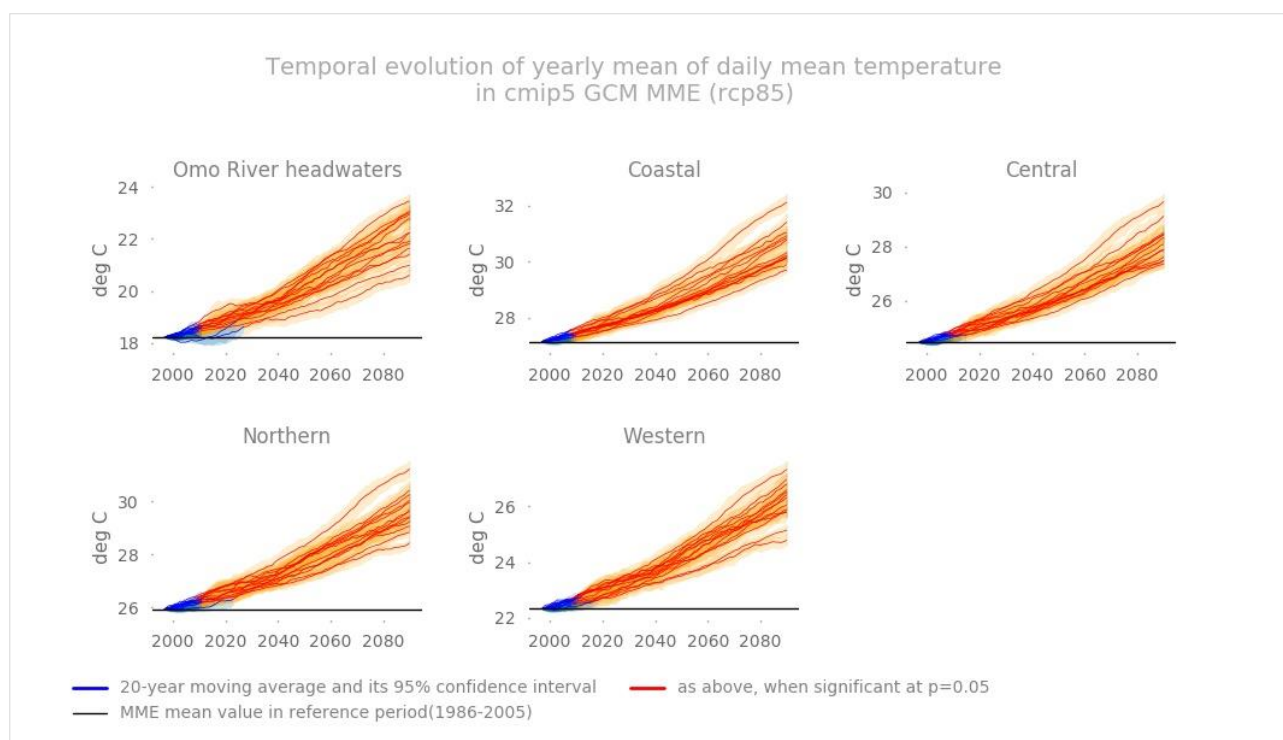 Temporal evolution of yearly mean of daily mean temperature
in cmip5 GCM MME (rcp85)
Omo River headwaters
24
22
20
18
deg C
2000 2020 2040 2060 2080
Coastal
32
30
28
deg C
2000 2020 2040 2060 2080
Central
30
28
26
deg C
2000 2020 2040 2060 2080
Northern
30
28
26
deg C
2000 2020 2040 2060 2080
Western
26
24
22
deg C
2000 2020 2040 2060 2080
20-year moving average and its 95% confidence interval
as above, when significant at p=0.05
MME mean value in reference period(1986-2005)